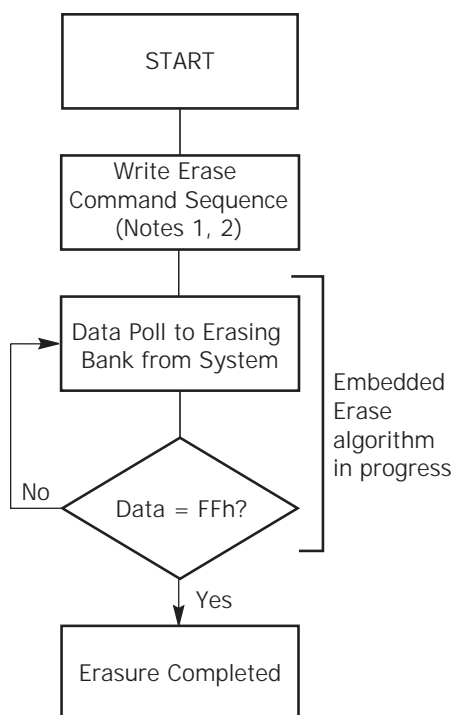 START
Write Erase
Command Sequence
(Notes 1, 2)
Data Poll to Erasing
Bank from System
Embedded
Erase
algorithm
in progress
No
Data = FFh?
Yes
Erasure Completed